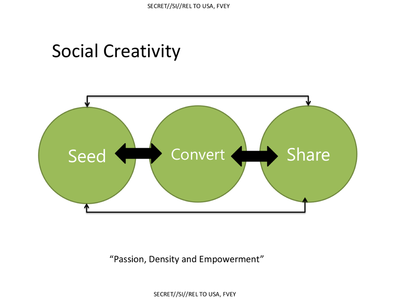 SECRET//SI//REL TO USA, FVEY
Social Creativity
Seed
Convert
Share
“Passion, Density and Empowerment”
SECRET//SI//REL TO USA, FVEY